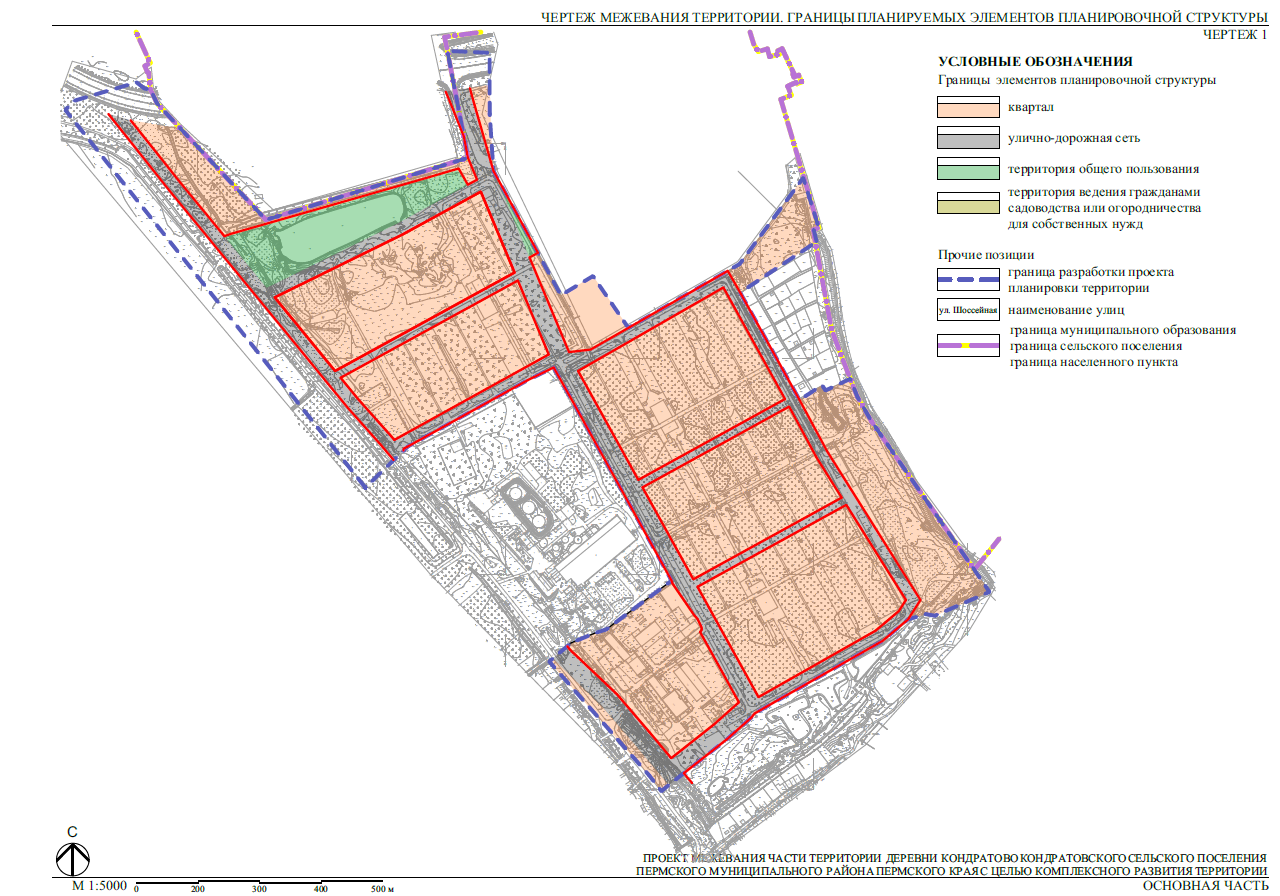 ЧЕРТЕЖ МЕЖЕВАНИЯ ТЕРРИТОРИИ. ГРАНИЦЫ ПЛАНИРУЕМЫХ ЭЛЕМЕНТОВ ПЛАНИРОВОЧНОЙ СТРУКТУРЫ
ЧЕРТЕЖ 1
УСЛОВНЫЕ ОБОЗНАЧЕНИЯ
Границы элементов планировочной структуры
квартал
улично-дорожная сеть
территория общего пользования
территория ведения гражданами
садоводства или огородничества
для собственных нужд
Прочие позиции
граница разработки проекта
планировки территории
ул. Шоссейная наименование улиц
граница муниципального образования
граница сельского поселения
граница населенного пункта
С
М 1:5000 0 200 300 400 500 м
ПРОЕКТ МЕЖЕВАНИЯ ЧАСТИ ТЕРРИТОРИИ ДЕРЕВНИ КОНДРАТОВО КОНДРАТОВСКОГО СЕЛЬСКОГО ПОСЕЛЕНИЯ
ПЕРМСКОГО МУНИЦИПАЛЬНОГО РАЙОНА ПЕРМСКОГО КРАЯ С ЦЕЛЬЮ КОМПЛЕКСНОГО РАЗВИТИЯ ТЕРРИТОРИИ
ОСНОВНАЯ ЧАСТЬ